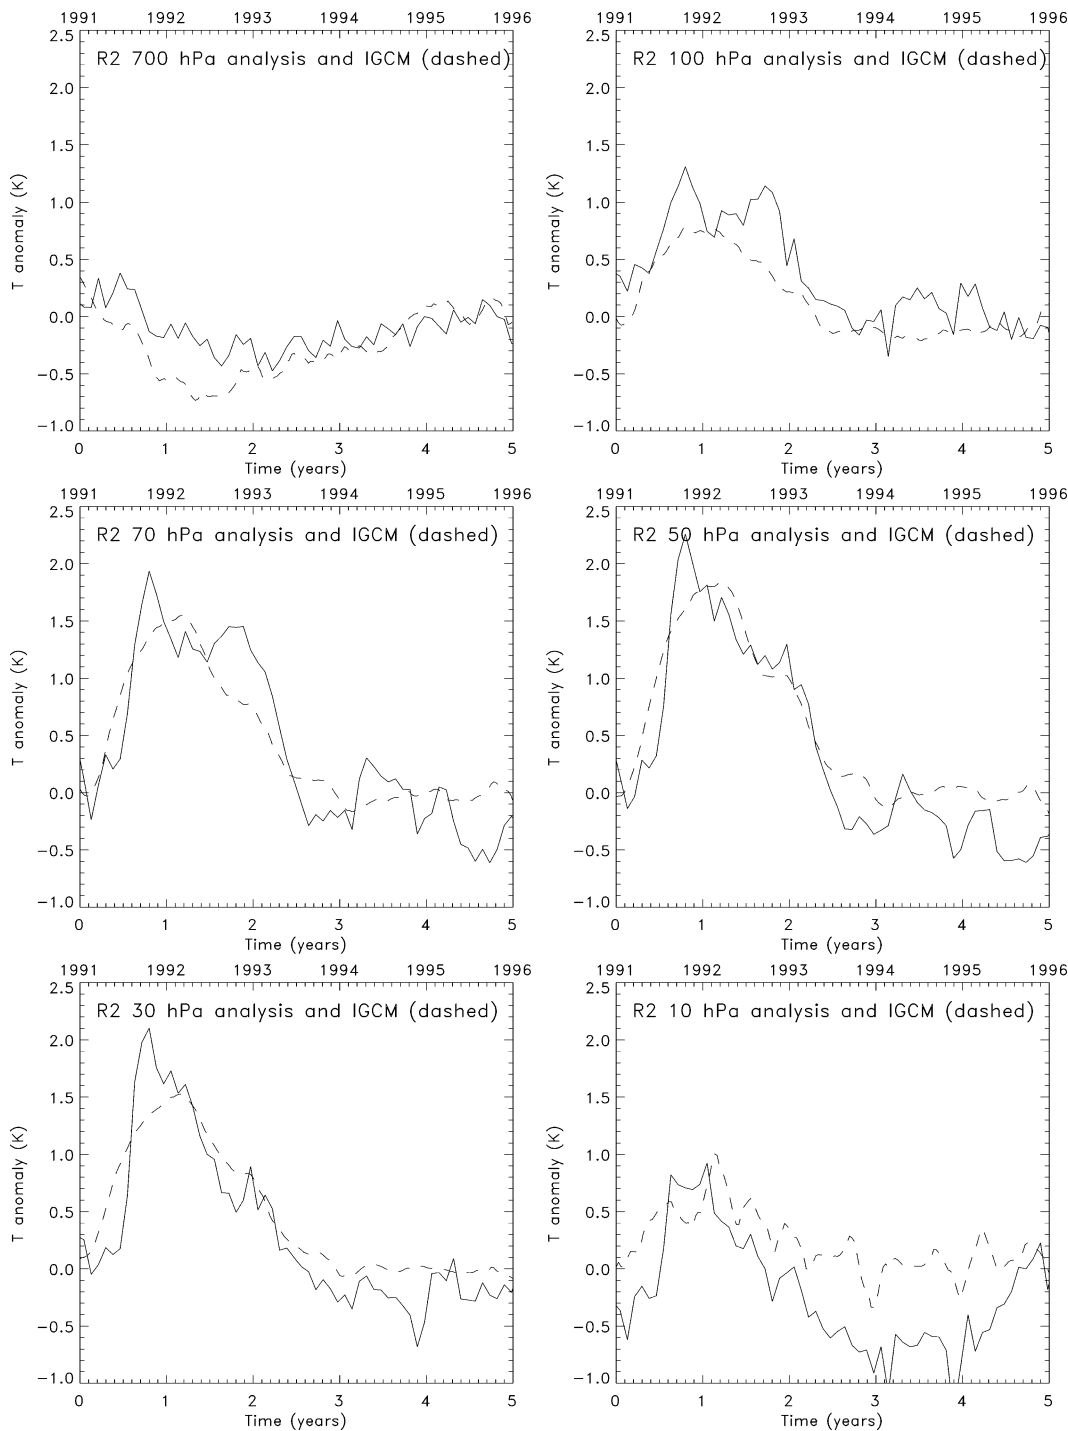 1991 1992 1993 1994 1995 1996
R2 700 hPa analysis and IGCM (dashed)
2.5
2.0
1.5
1.0
0.5
0.0
−0.5
−1.0
T anomaly (K)
0 1 2 3 4 5
Time (years)
1991 1992 1993 1994 1995 1996
R2 100 hPa analysis and IGCM (dashed)
2.5
2.0
1.5
1.0
0.5
0.0
−0.5
−1.0
T anomaly (K)
0 1 2 3 4 5
Time (years)
1991 1992 1993 1994 1995 1996
R2 70 hPa analysis and IGCM (dashed)
2.5
2.0
1.5
1.0
0.5
0.0
−0.5
−1.0
T anomaly (K)
0 1 2 3 4 5
Time (years)
1991 1992 1993 1994 1995 1996
R2 50 hPa analysis and IGCM (dashed)
2.5
2.0
1.5
1.0
0.5
0.0
−0.5
−1.0
T anomaly (K)
0 1 2 3 4 5
Time (years)
1991 1992 1993 1994 1995 1996
R2 30 hPa analysis and IGCM (dashed)
2.5
2.0
1.5
1.0
0.5
0.0
−0.5
−1.0
T anomaly (K)
0 1 2 3 4 5
Time (years)
1991 1992 1993 1994 1995 1996
R2 10 hPa analysis and IGCM (dashed)
2.5
2.0
1.5
1.0
0.5
0.0
−0.5
−1.0
T anomaly (K)
0 1 2 3 4 5
Time (years)